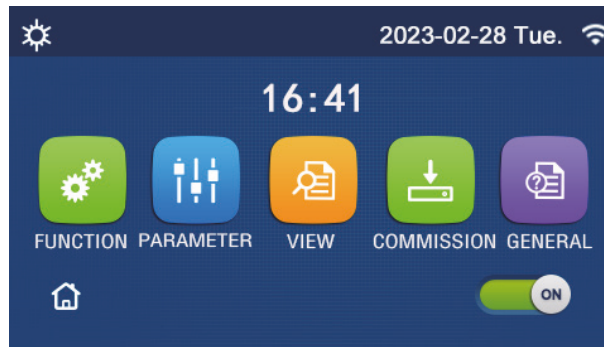 2023-02-28 Tue.
16:41
FUNCTION PARAMETER VIEW COMMISSION GENERAL
ON